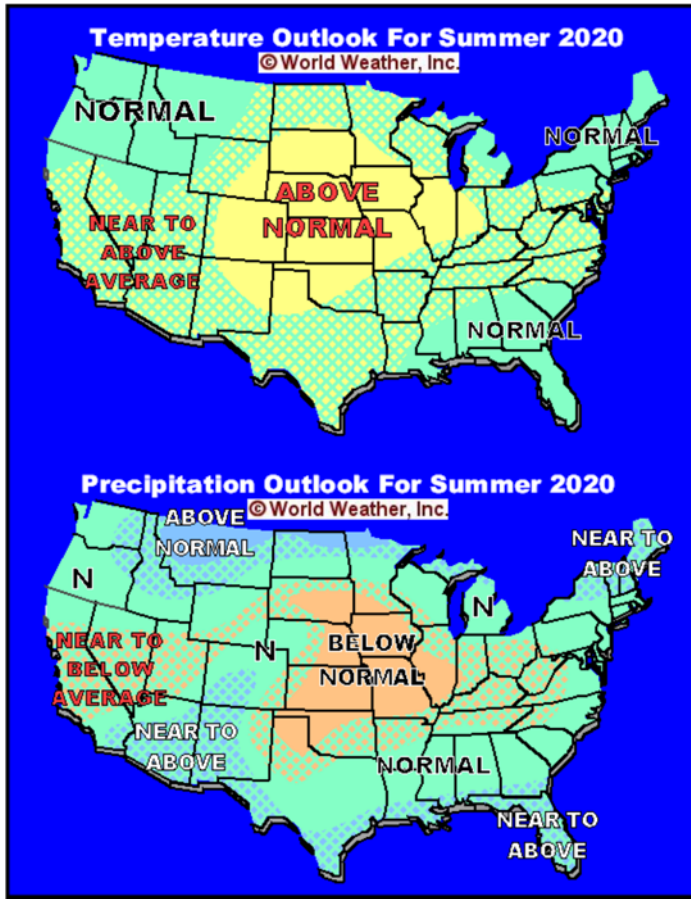 Temperature Outlook For Summer 2020
© World Weather, Inc.
NORMAL
NORMAL
ABOVE
NORMAL
NEAR TO
ABOVE
AVERAGE
NORMAL
Precipitation Outlook For Summer 2020
© World Weather, Inc.
ABOVE
NORMAL
NEAR TO
ABOVE
N
N
NEAR TO
BELOW
AVERAGE
N
BELOW
NORMAL
NEAR TO
ABOVE
NORMAL
NEAR TO
ABOVE